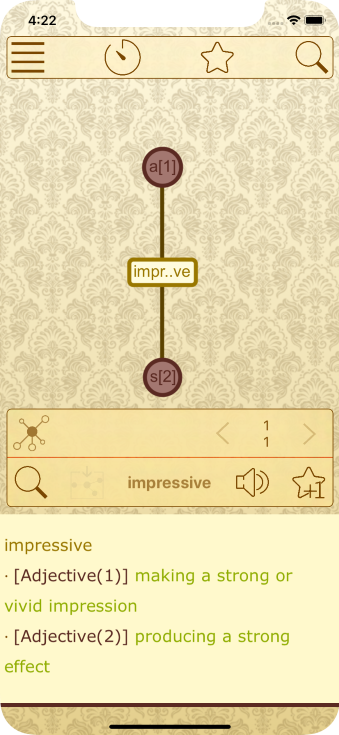 4:22
a[1]
impr..ve
s[2]
1
1
impressive
+1
impressive
· [Adjective(1)] making a strong or
vivid impression
· [Adjective(2)] producing a strong
effect